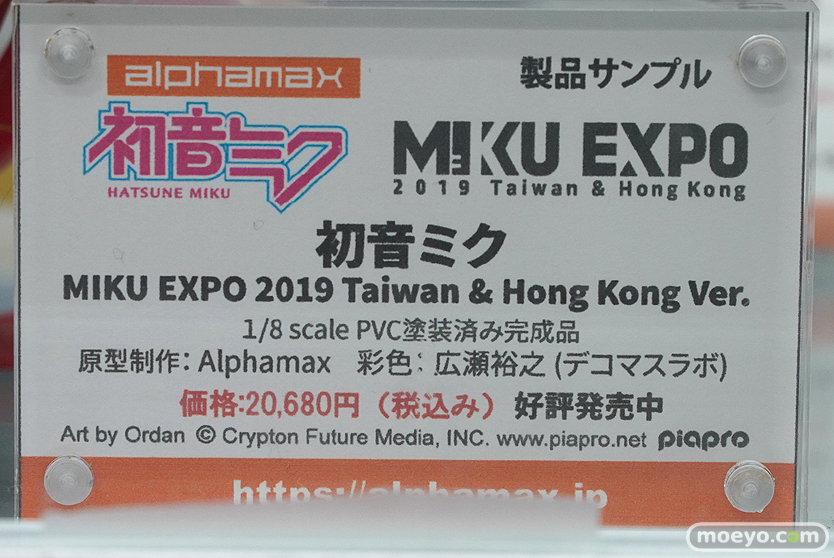 alphamax 製品サンプル
初音ミク
HATSUNE MIKU
MIKU EXPO
2019 Taiwan & Hong Kong
初音ミク
MIKU EXPO 2019 Taiwan & Hong Kong Ver.
1/8 scale PVC塗装済み完成品
原型制作: Alphamax 彩色: 広瀬裕之 (デコマスラボ)
価格:20,680円（税込み）好評発売中
Art by Ordan © Crypton Future Media, INC. www.piapro.net piapro
https://alphamax.jp
moeyo.com